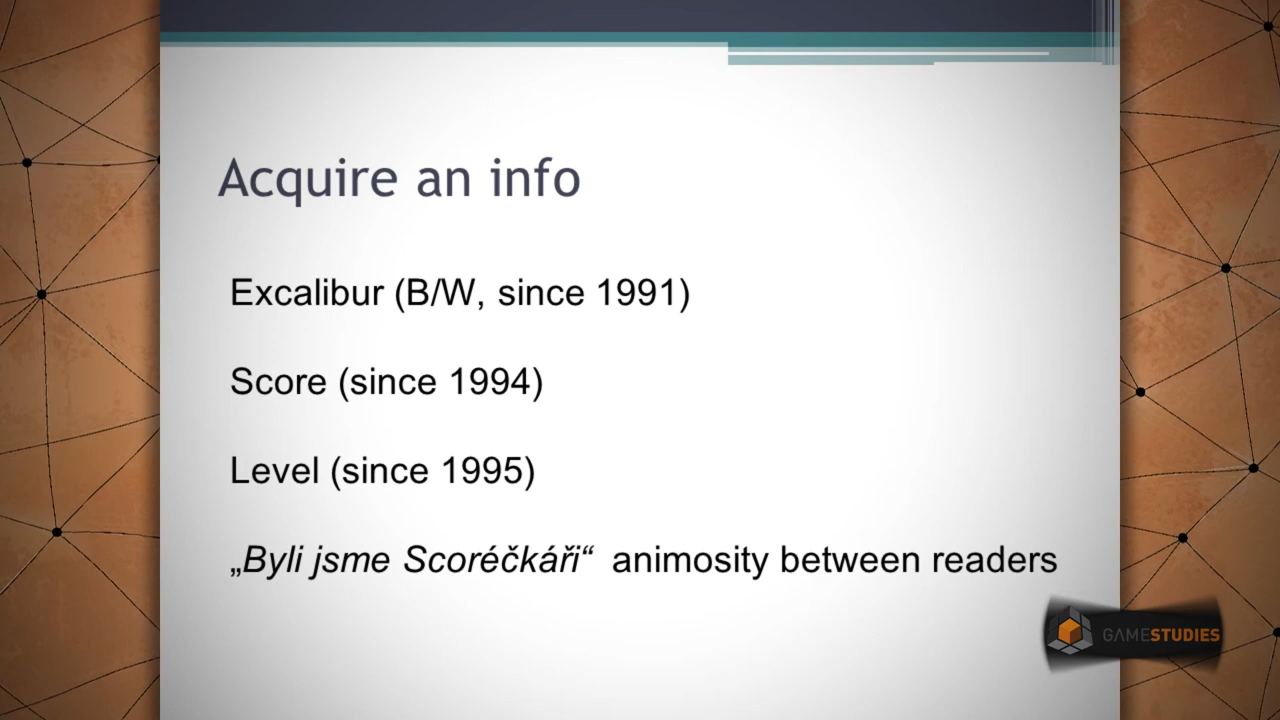 Acquire an info
Excalibur (B/W, since 1991)
Score (since 1994)
Level (since 1995)
„Byli jsme Scoréčkáři“ animosity between readers
GAMESTUDIES